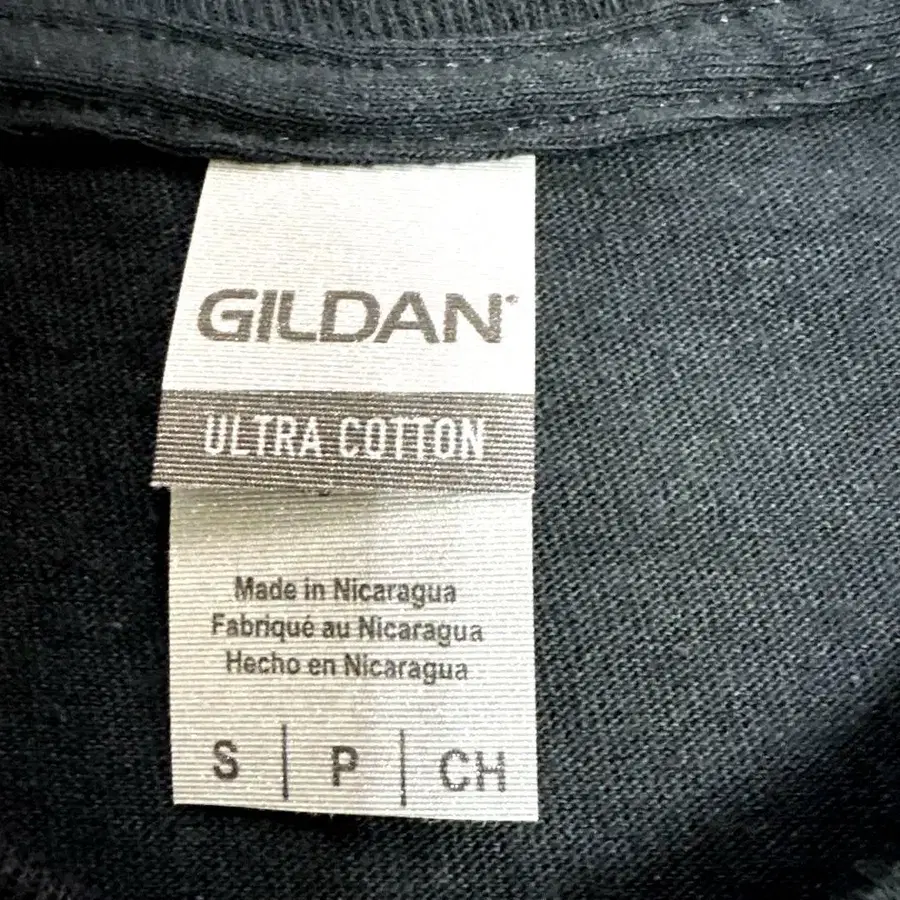 GILDAN
ULTRA COTTON
Made in Nicaragua
Fabriqué au Nicaragua
Hecho en Nicaragua
S | P | CH